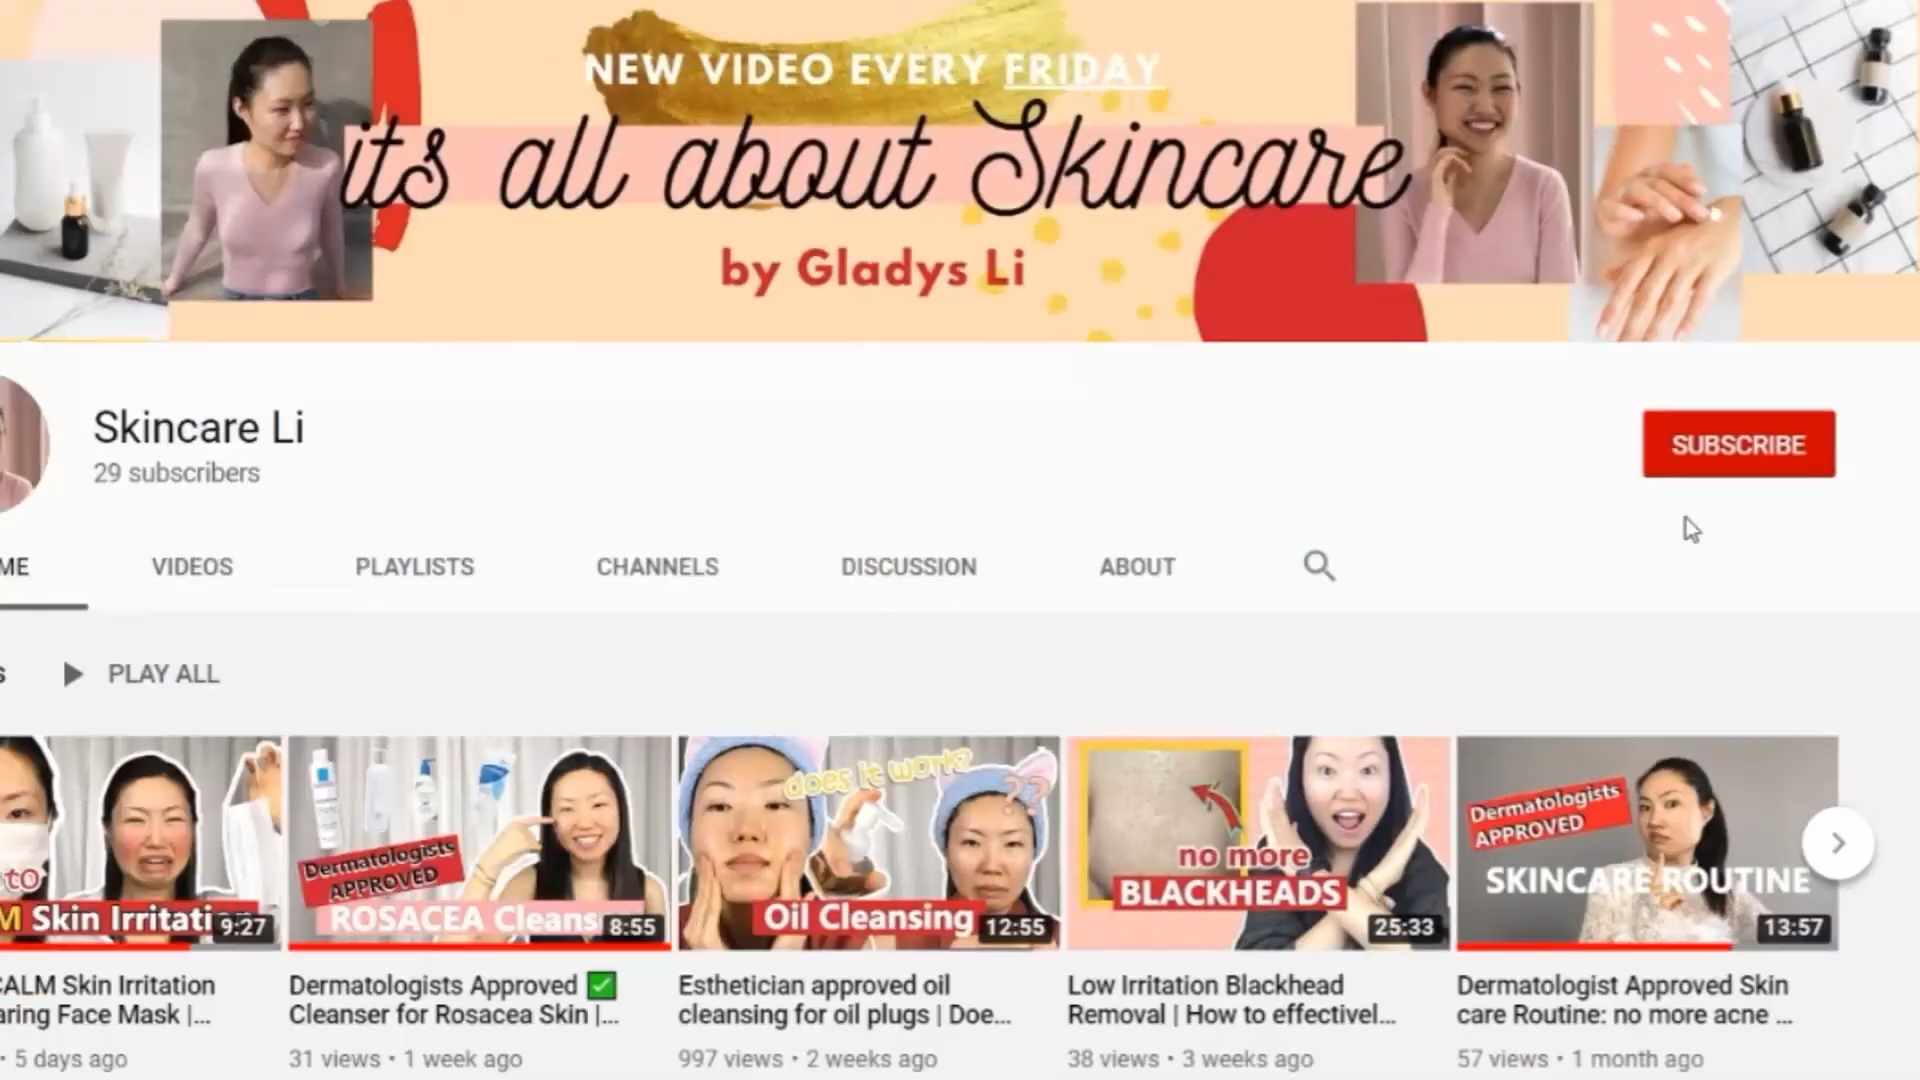 NEW VIDEO EVERY FRIDAY
its all about Skincare
by Gladys Li
Skincare Li
29 subscribers
SUBSCRIBE
ME VIDEOS PLAYLISTS CHANNELS DISCUSSION ABOUT
s PLAY ALL
to
M Skin Irritati
9:27
Dermatologists
APPROVED
ROSACEA Cleans
8:55
does it work?
??
Oil Cleansing
12:55
no more
BLACKHEADS
25:33
Dermatologists
APPROVED
SKINCARE ROUTINE
13:57
CALM Skin Irritation
aring Face Mask |...
• 5 days ago
Dermatologists Approved ✅
Cleanser for Rosacea Skin |...
31 views • 1 week ago
Esthetician approved oil
cleansing for oil plugs | Doe...
997 views • 2 weeks ago
Low Irritation Blackhead
Removal | How to effectivel...
38 views • 3 weeks ago
Dermatologist Approved Skin
care Routine: no more acne ...
57 views • 1 month ago